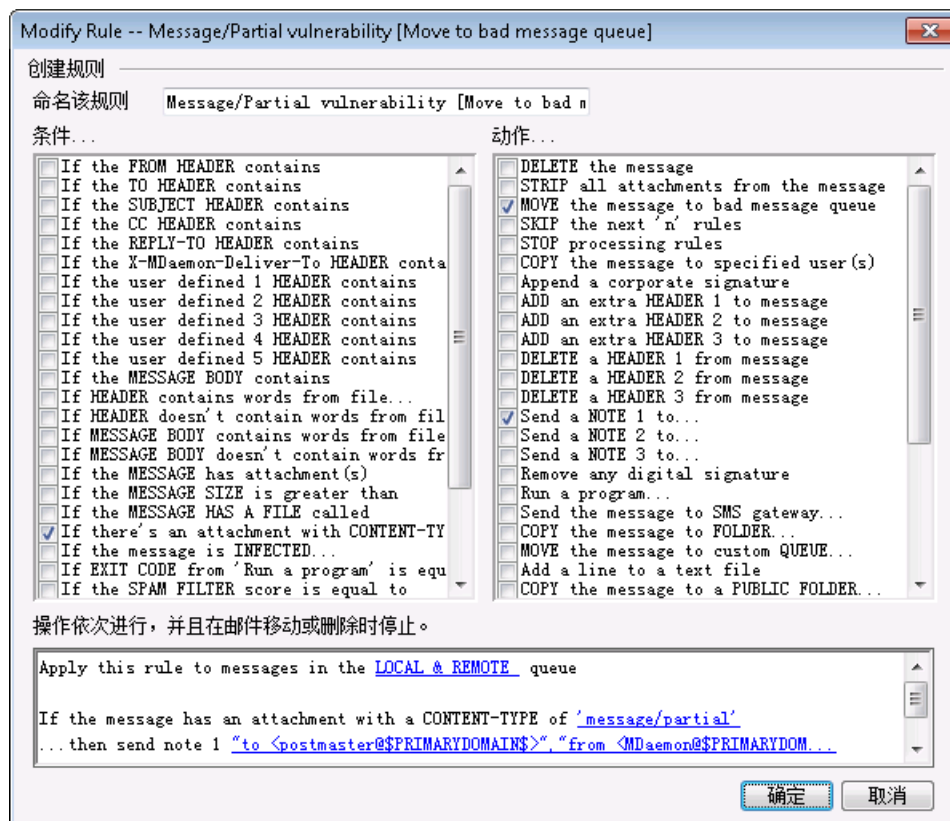 Modify Rule -- Message/Partial vulnerability [Move to bad message queue]
创建规则
命名该规则
Message/Partial vulnerability [Move to bad m
条件...
If the FROM HEADER contains
If the TO HEADER contains
If the SUBJECT HEADER contains
If the CC HEADER contains
If the REPLY-TO HEADER contains
If the X-MDaemon-Deliver-To HEADER conta
If the user defined 1 HEADER contains
If the user defined 2 HEADER contains
If the user defined 3 HEADER contains
If the user defined 4 HEADER contains
If the user defined 5 HEADER contains
If the MESSAGE BODY contains
If HEADER contains words from file...
If HEADER doesn't contain words from fil
If MESSAGE BODY contains words from file
If MESSAGE BODY doesn't contain words fr
If the MESSAGE has attachment(s)
If the MESSAGE SIZE is greater than
If the MESSAGE HAS A FILE called
If there's an attachment with CONTENT-TY
If the message is INFECTED...
If EXIT CODE from 'Run a program' is equ
If the SPAM FILTER score is equal to
动作...
DELETE the message
STRIP all attachments from the message
MOVE the message to bad message queue
SKIP the next 'n' rules
STOP processing rules
COPY the message to specified user(s)
Append a corporate signature
ADD an extra HEADER 1 to message
ADD an extra HEADER 2 to message
ADD an extra HEADER 3 to message
DELETE a HEADER 1 from message
DELETE a HEADER 2 from message
DELETE a HEADER 3 from message
Send a NOTE 1 to...
Send a NOTE 2 to...
Send a NOTE 3 to...
Remove any digital signature
Run a program...
Send the message to SMS gateway...
COPY the message to FOLDER...
MOVE the message to custom QUEUE...
Add a line to a text file
COPY the message to a PUBLIC FOLDER...
操作依次进行，并且在邮件移动或删除时停止。
Apply this rule to messages in the LOCAL & REMOTE queue
If the message has an attachment with a CONTENT-TYPE of 'message/partial'
...then send note 1 "to <postmaster@$PRIMARYDOMAIN$>","from <MDaemon@$PRIMARYDOM...
确定
取消